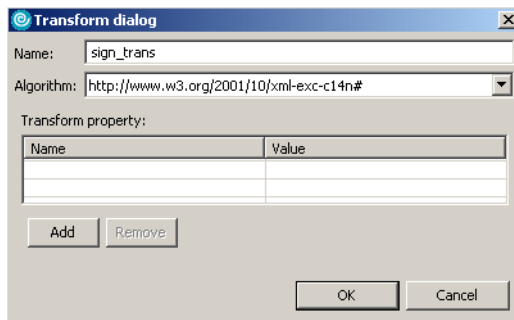 Transform dialog
Name: sign_trans
Algorithm: http://www.w3.org/2001/10/xml-exc-c14n#
Transform property:
Name Value
Add Remove
OK Cancel